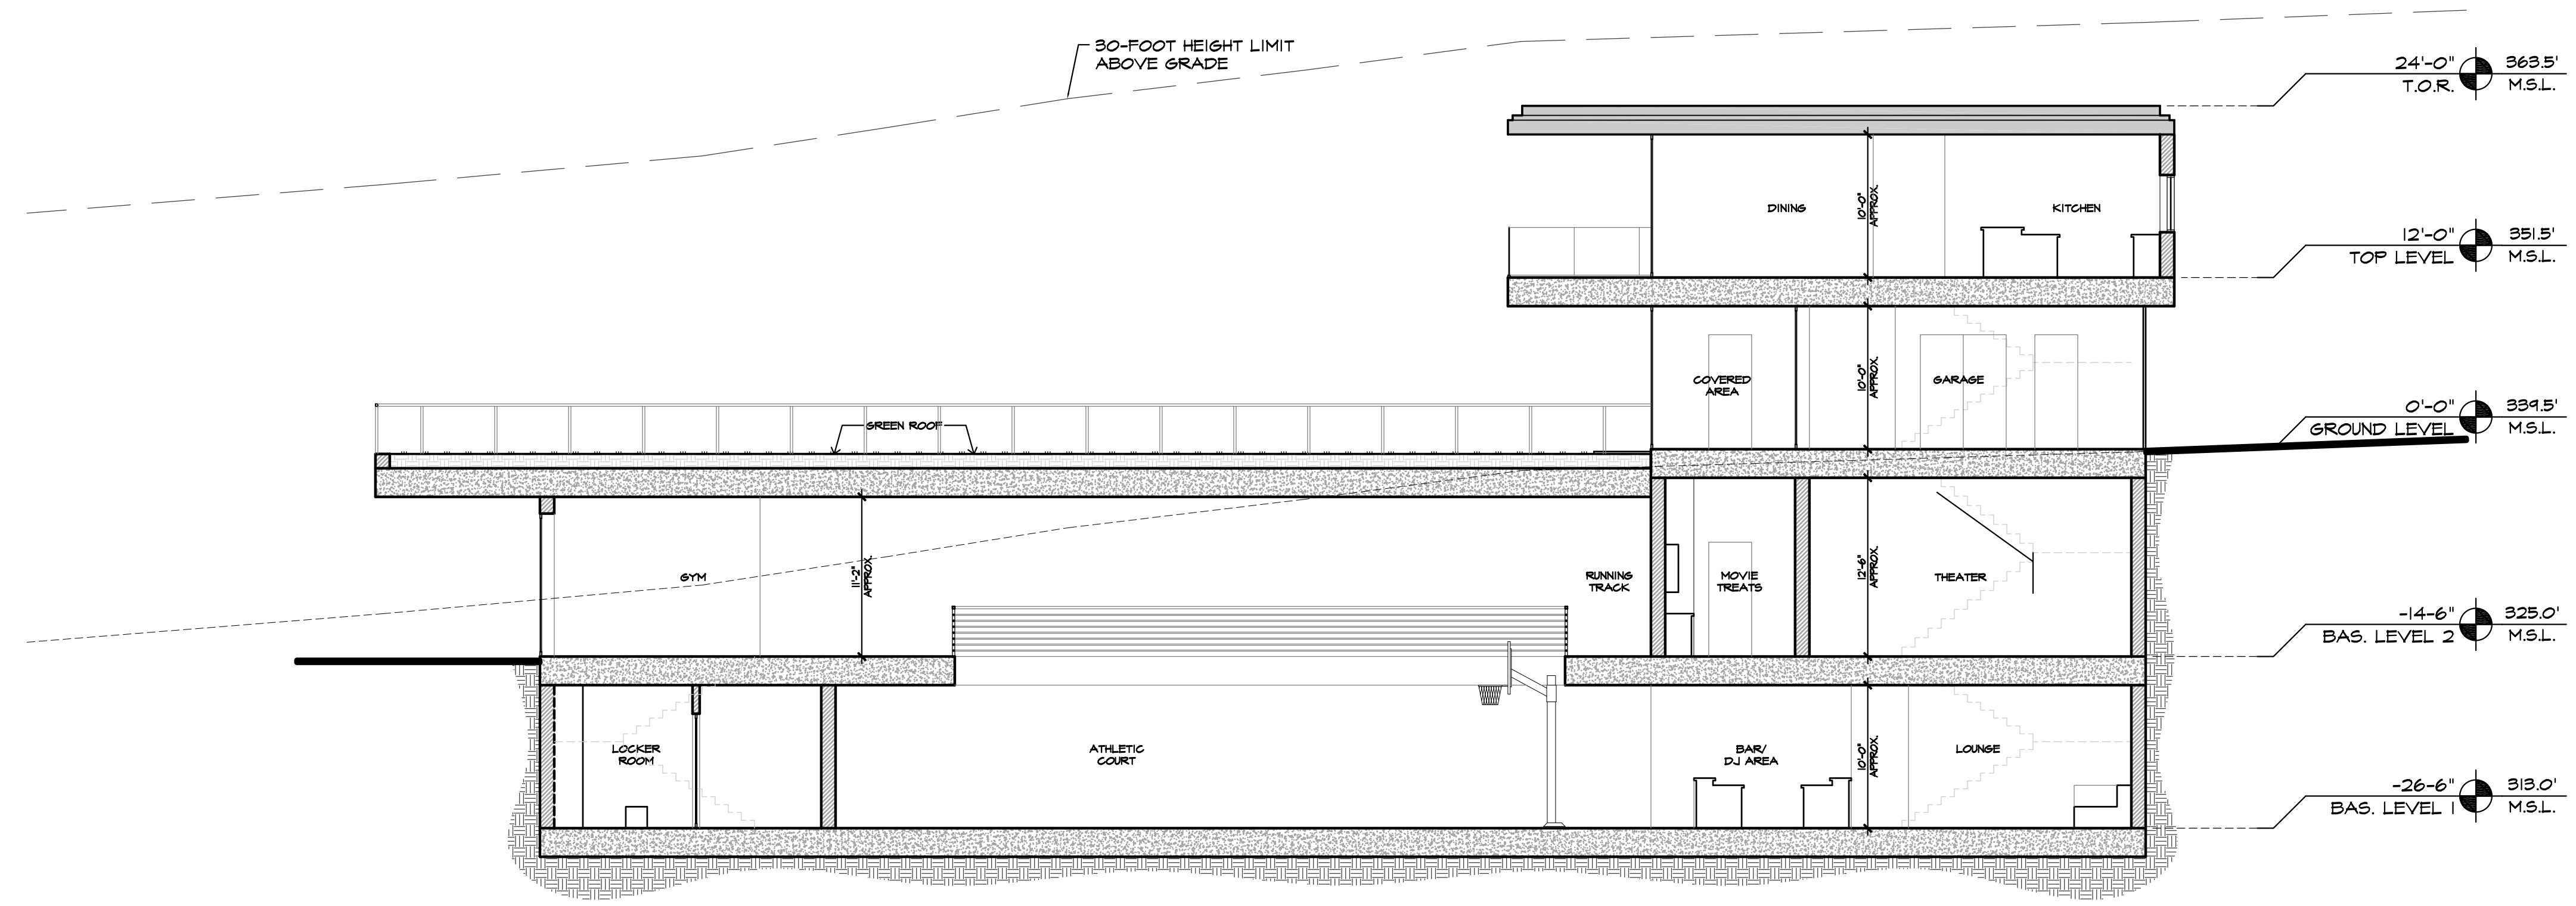 30-FOOT HEIGHT LIMIT
ABOVE GRADE
24'-0" 363.5'
T.O.R. M.S.L.
DINING
10'-0"
APPROX.
KITCHEN
12'-0" 351.5'
TOP LEVEL M.S.L.
COVERED
AREA
10'-0"
APPROX.
GARAGE
0'-0" 339.5'
GROUND LEVEL M.S.L.
GREEN ROOF
GYM
11'-2"
APPROX.
RUNNING
TRACK
MOVIE
TREATS
12'-6"
APPROX.
THEATER
-14-6" 325.0'
BAS. LEVEL 2 M.S.L.
LOCKER
ROOM
ATHLETIC
COURT
BAR/
DJ AREA
10'-0"
APPROX.
LOUNGE
-26-6" 313.0'
BAS. LEVEL 1 M.S.L.